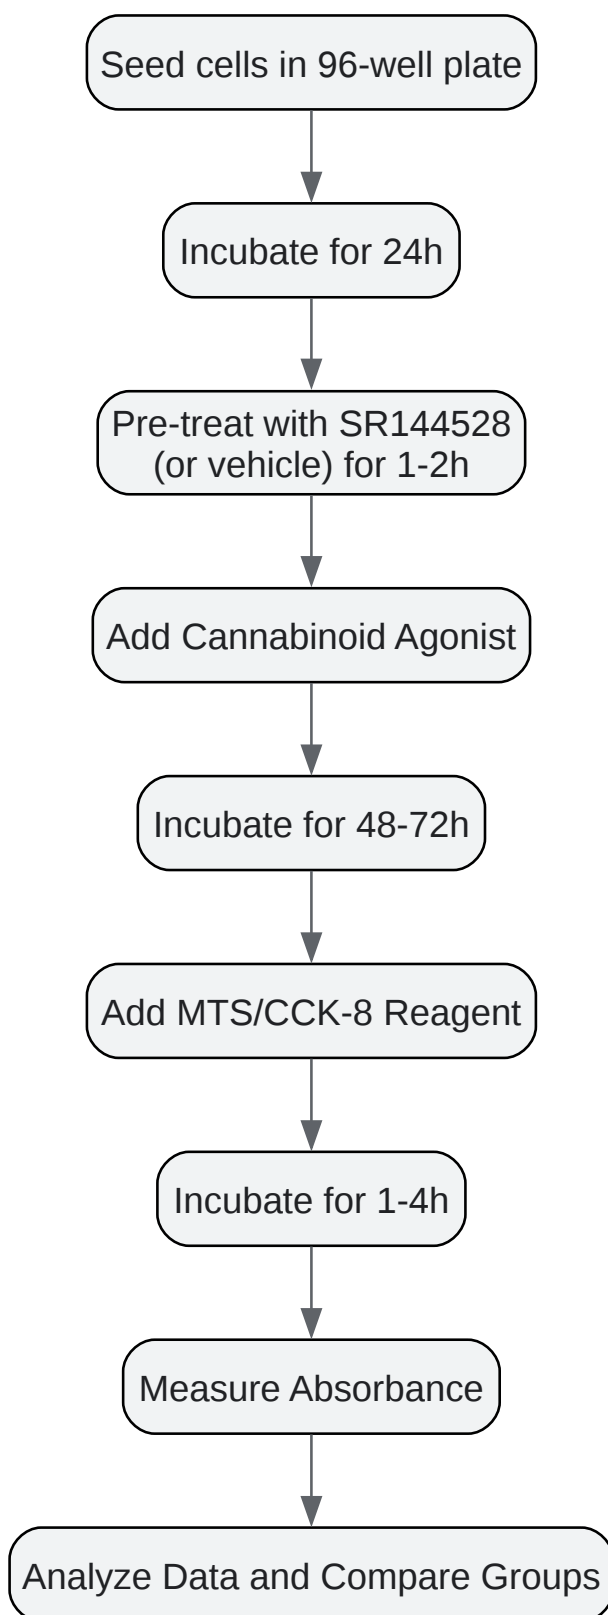 Seed cells in 96-well plate
Incubate for 24h
Pre-treat with SR144528
(or vehicle) for 1-2h
Add Cannabinoid Agonist
Incubate for 48-72h
Add MTS/CCK-8 Reagent
Incubate for 1-4h
Measure Absorbance
Analyze Data and Compare Groups